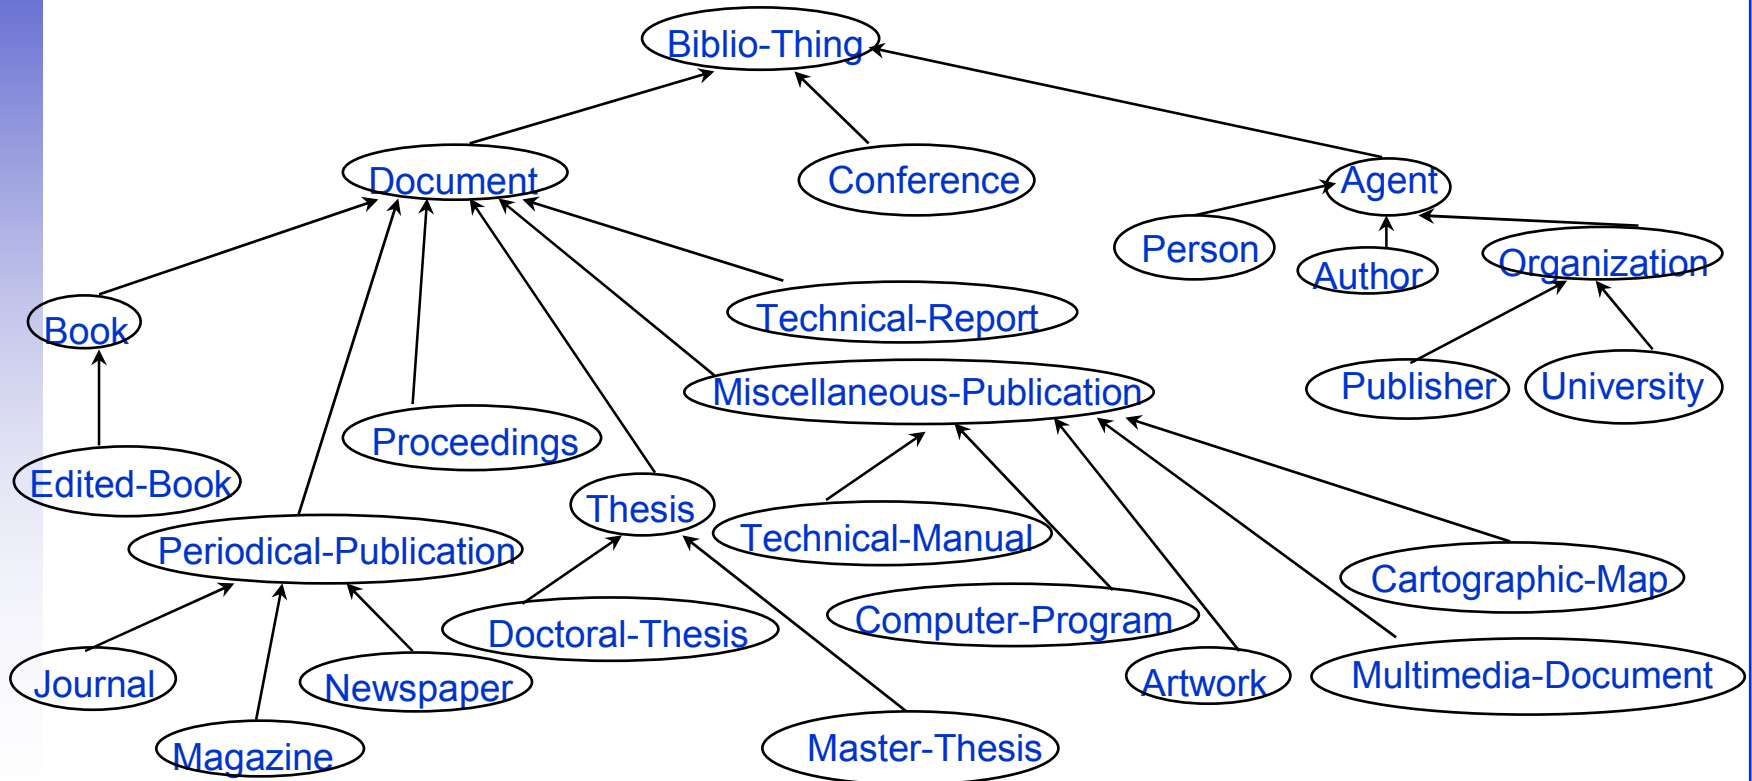 Biblio-Thing
Document
Conference
Agent
Person
Author
Organization
Book
Technical-Report
Publisher
University
Miscellaneous-Publication
Proceedings
Edited-Book
Thesis
Technical-Manual
Periodical-Publication
Cartographic-Map
Computer-Program
Doctoral-Thesis
Journal
Newspaper
Artwork
Multimedia-Document
Magazine
Master-Thesis